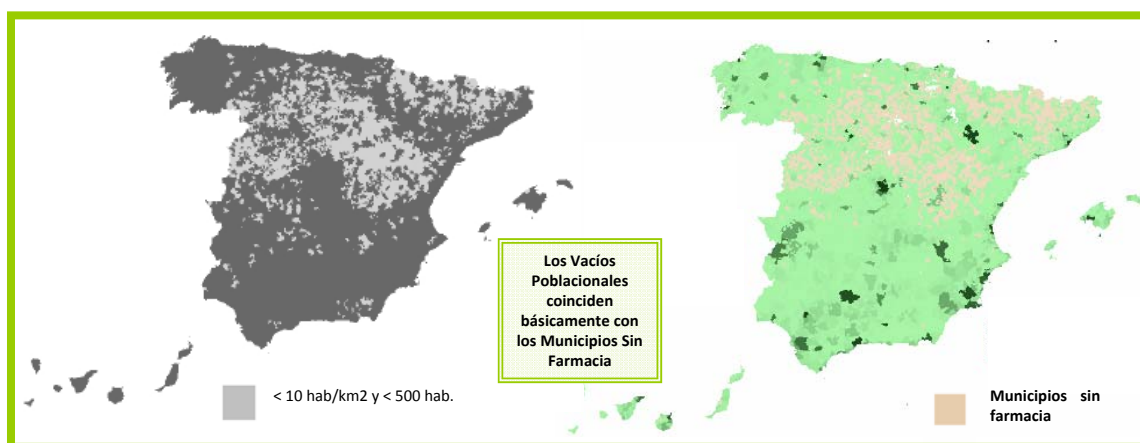 Los Vacíos
Poblacionales
coinciden
básicamente con
los Municipios Sin
Farmacia
< 10 hab/km2 y < 500 hab.
Municipios sin
farmacia